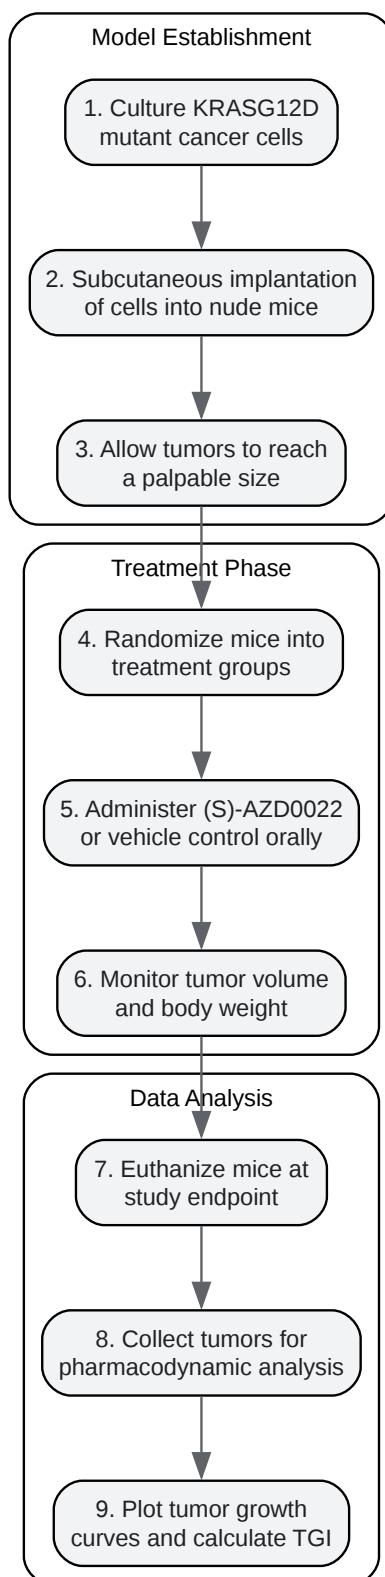 Model Establishment
1. Culture KRASG12D
mutant cancer cells
2. Subcutaneous implantation
of cells into nude mice
3. Allow tumors to reach
a palpable size
Treatment Phase
4. Randomize mice into
treatment groups
5. Administer (S)-AZD0022
or vehicle control orally
6. Monitor tumor volume
and body weight
Data Analysis
7. Euthanize mice at
study endpoint
8. Collect tumors for
pharmacodynamic analysis
9. Plot tumor growth
curves and calculate TGI